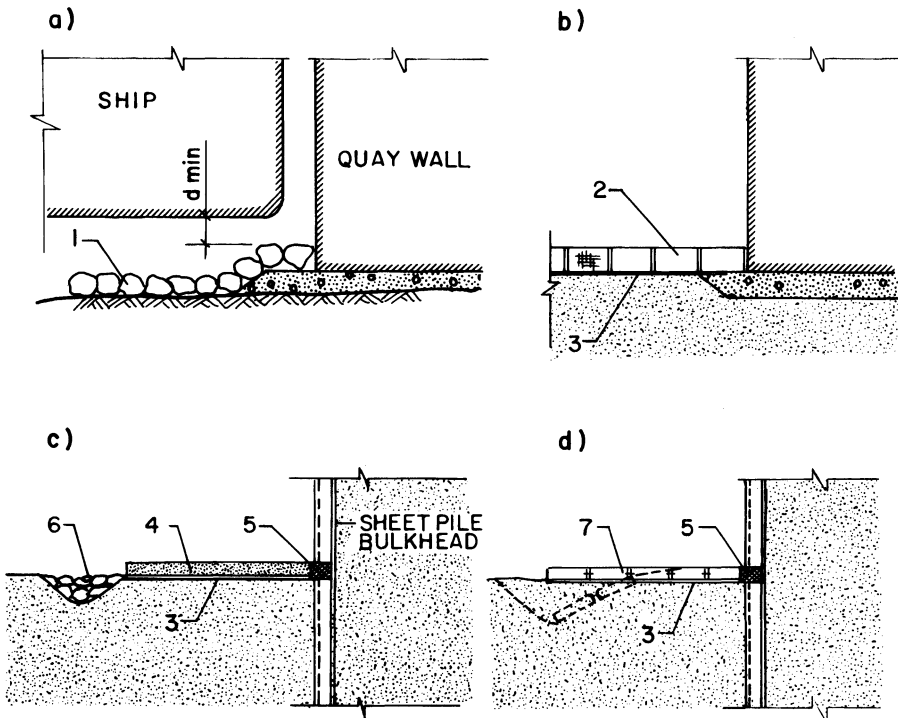 a)
SHIP
d min
QUAY WALL
1
b)
2
3
c)
6
4
5
SHEET PILE
BULKHEAD
3
d)
7
5
3